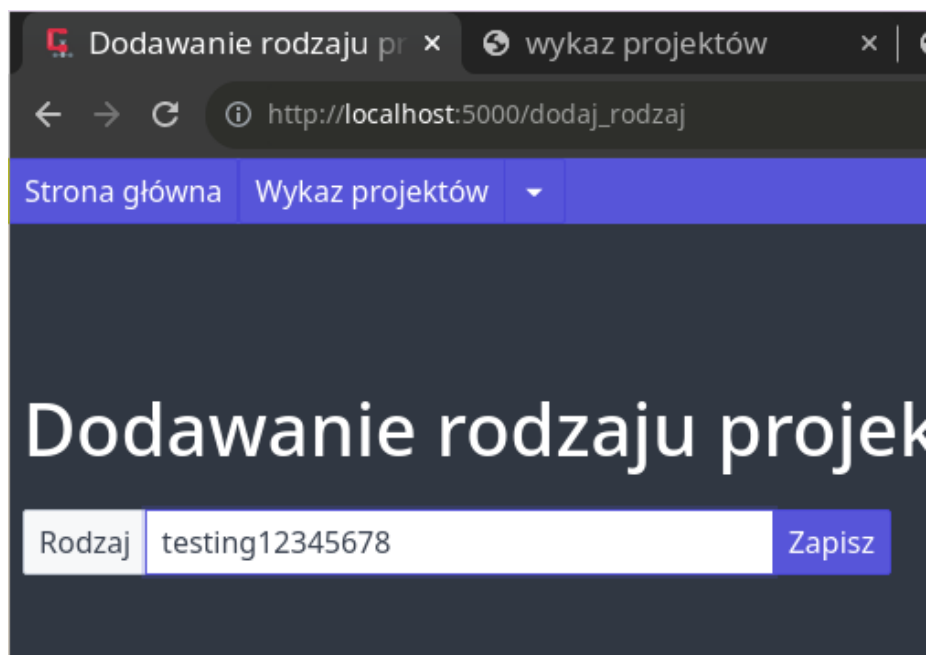 Dodawanie rodzaju pr
wykaz projektów
http://localhost:5000/dodaj_rodzaj
Strona główna Wykaz projektów
Dodawanie rodzaju projek
Rodzaj testing12345678 Zapisz